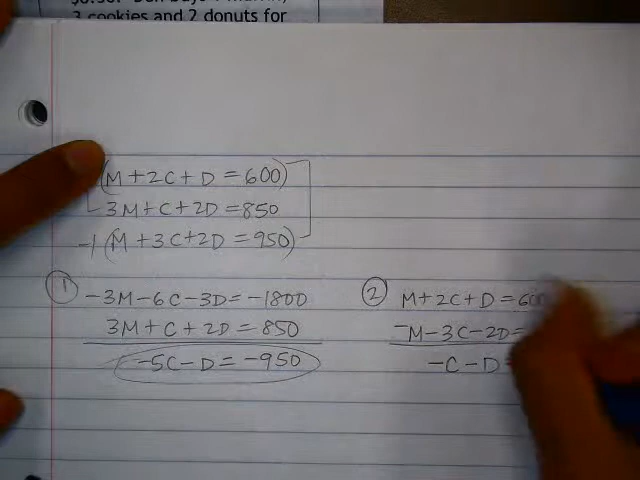 3 cookies and 2 donuts for
(M+2C+D=600)
3M+C+2D=850
-1(M+3C+2D=950)
① -3M-6C-3D=-1800
3M+C+2D=850
-5C-D=-950
② M+2C+D=600
-M-3C-2D=
-C-D